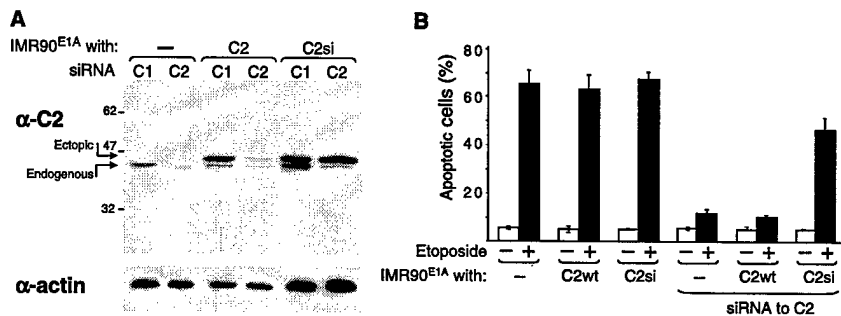 A
IMR90E1A with: – C2 C2si
siRNA C1 C2 C1 C2 C1 C2
α-C2
62
47
Ectopic
Endogenous
32
α-actin
B
Apoptotic cells (%)
80
60
40
20
Etoposide – + – + – + – + – + – +
IMR90E1A with: – C2wt C2si – C2wt C2si
siRNA to C2